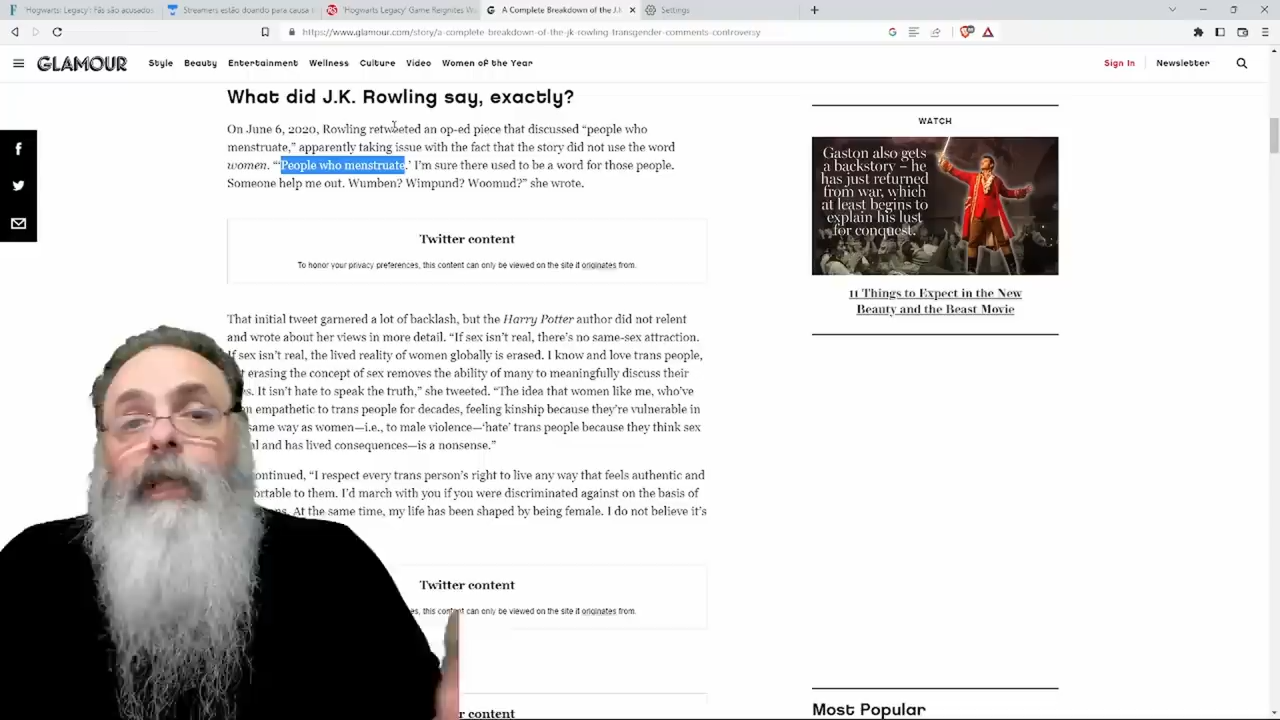 'Hogwarts Legacy': Fãs são acusados
Streamers estão doando para causa
'Hogwarts Legacy' Game Reignites W
A Complete Breakdown of the J.
Settings
https://www.glamour.com/story/a-complete-breakdown-of-the-jk-rowling-transgender-comments-controversy
GLAMOUR
Style Beauty Entertainment Wellness Culture Video Women of the Year
Sign In
Newsletter
What did J.K. Rowling say, exactly?
On June 6, 2020, Rowling retweeted an op-ed piece that discussed “people who
menstruate,” apparently taking issue with the fact that the story did not use the word
women. “‘People who menstruate.’ I’m sure there used to be a word for those people.
Someone help me out. Wumben? Wimpund? Woomud?” she wrote.
Twitter content
To honor your privacy preferences, this content can only be viewed on the site it originates from.
That initial tweet garnered a lot of backlash, but the Harry Potter author did not relent
and wrote about her views in more detail. “If sex isn’t real, there’s no same-sex attraction.
If sex isn’t real, the lived reality of women globally is erased. I know and love trans people,
erasing the concept of sex removes the ability of many to meaningfully discuss their
It isn’t hate to speak the truth,” she tweeted. “The idea that women like me, who’ve
empathetic to trans people for decades, feeling kinship because they’re vulnerable in
same way as women—i.e., to male violence—‘hate’ trans people because they think sex
and has lived consequences—is a nonsense.”
“I respect every trans person’s right to live any way that feels authentic and
to them. I’d march with you if you were discriminated against on the basis of
At the same time, my life has been shaped by being female. I do not believe it’s
Twitter content
this content can only be viewed on the site it originates from.
content
WATCH
Gaston also gets
a backstory – he
has just returned
from war, which
at least begins to
explain his lust
for conquest.
11 Things to Expect in the New
Beauty and the Beast Movie
Most Popular